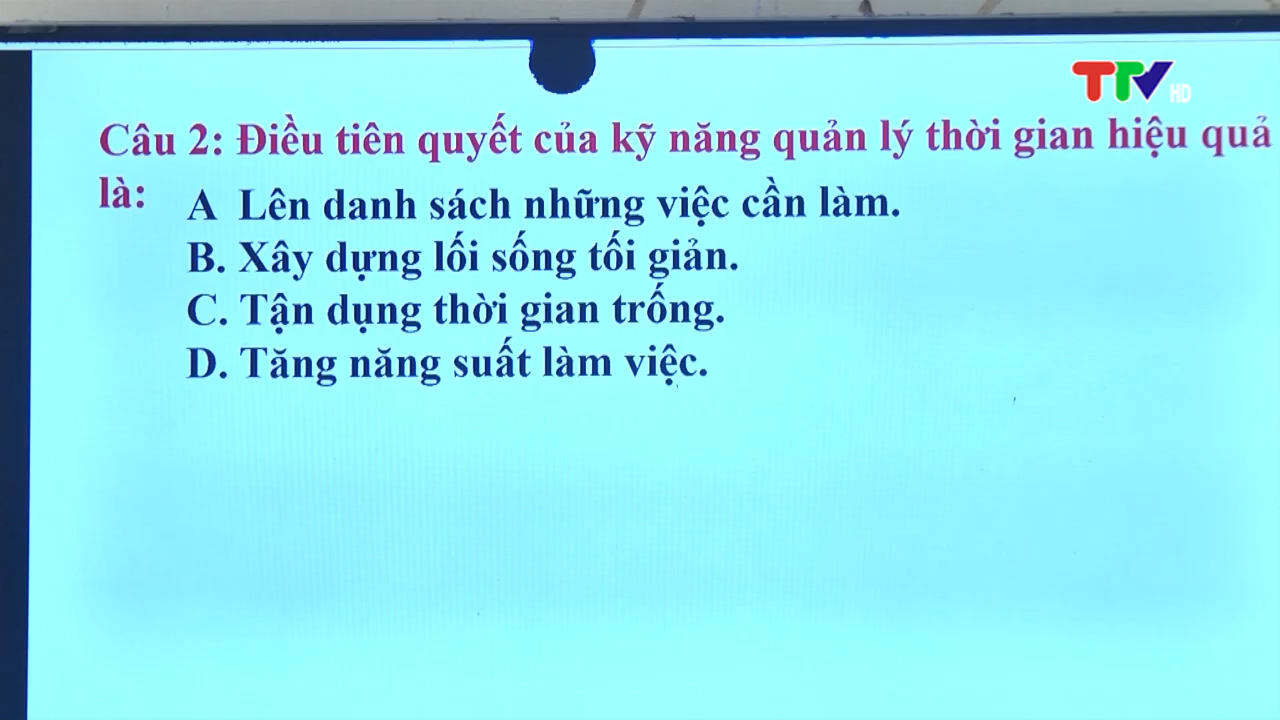 TTV HD
Câu 2: Điều tiên quyết của kỹ năng quản lý thời gian hiệu quả
là:
A Lên danh sách những việc cần làm.
B. Xây dựng lối sống tối giản.
C. Tận dụng thời gian trống.
D. Tăng năng suất làm việc.